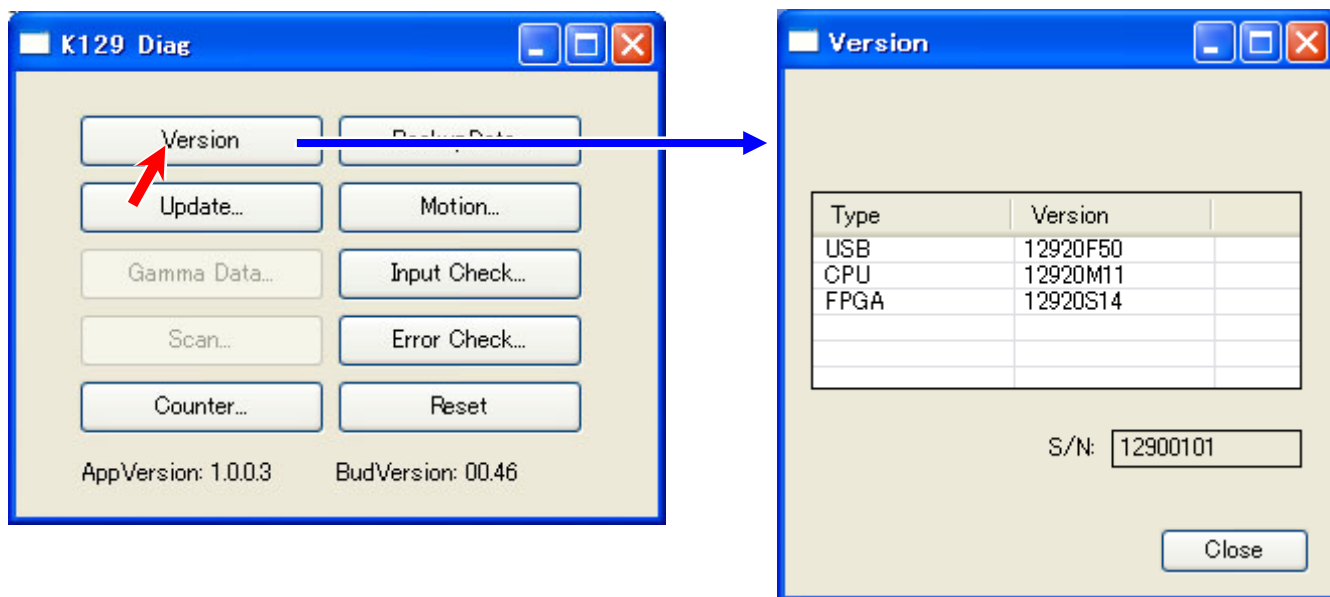 K129 Diag
Version
Update...
Motion...
Gamma Data...
Input Check...
Scan...
Error Check...
Counter...
Reset
AppVersion: 1.0.0.3 BudVersion: 00.46
Version
Type Version
USB 12920F50
CPU 12920M11
FPGA 12920S14
S/N: 12900101
Close